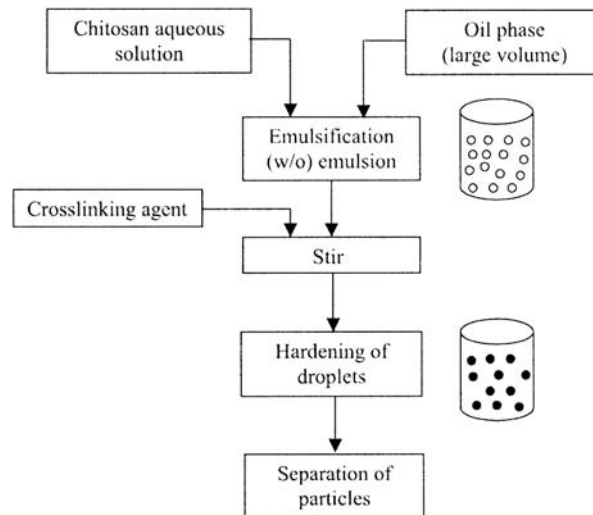 Chitosan aqueous
solution
Oil phase
(large volume)
Emulsification
(w/o) emulsion
Crosslinking agent
Stir
Hardening of
droplets
Separation of
particles